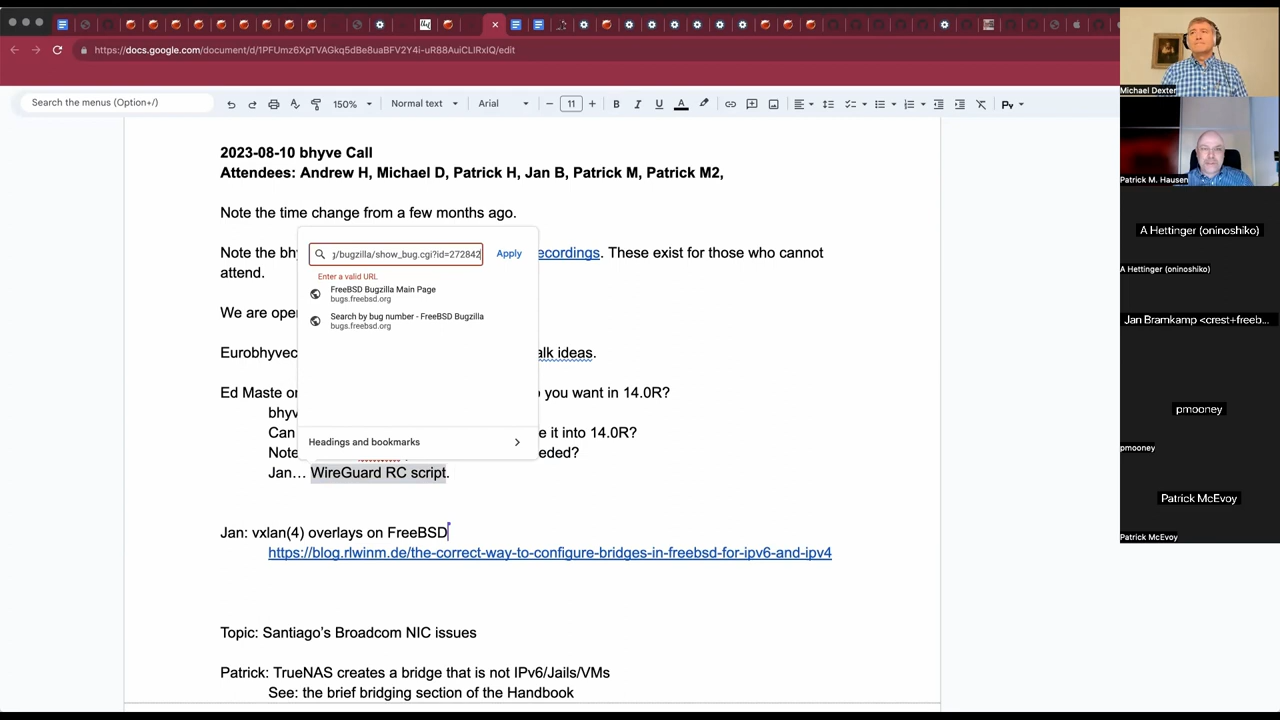 https://docs.google.com/document/d/1PFUmz6XpTVAGkq5dBe8uaBFV2Y4i-uR88AuiCLlRxIQ/edit
Search the menus (Option+/)
150%
Normal text
Arial
11
2023-08-10 bhyve Call
Attendees: Andrew H, Michael D, Patrick H, Jan B, Patrick M, Patrick M2,
Note the time change from a few months ago.
Note the bhy
ecordings. These exist for those who cannot
attend.
We are oper
Eurobhyvec
alk ideas.
Ed Maste or
you want in 14.0R?
bhyv
Can
e it into 14.0R?
Note
eded?
Jan… WireGuard RC script.
Jan: vxlan(4) overlays on FreeBSD
https://blog.rlwinm.de/the-correct-way-to-configure-bridges-in-freebsd-for-ipv6-and-ipv4
Topic: Santiago's Broadcom NIC issues
Patrick: TrueNAS creates a bridge that is not IPv6/Jails/VMs
See: the brief bridging section of the Handbook
g/bugzilla/show_bug.cgi?id=272842
Apply
Enter a valid URL
FreeBSD Bugzilla Main Page
bugs.freebsd.org
Search by bug number - FreeBSD Bugzilla
bugs.freebsd.org
Headings and bookmarks
Michael Dexter
Patrick M. Hausen
A Hettinger (oninoshiko)
A Hettinger (oninoshiko)
Jan Bramkamp <crest+freeb...
pmooney
pmooney
Patrick McEvoy
Patrick McEvoy